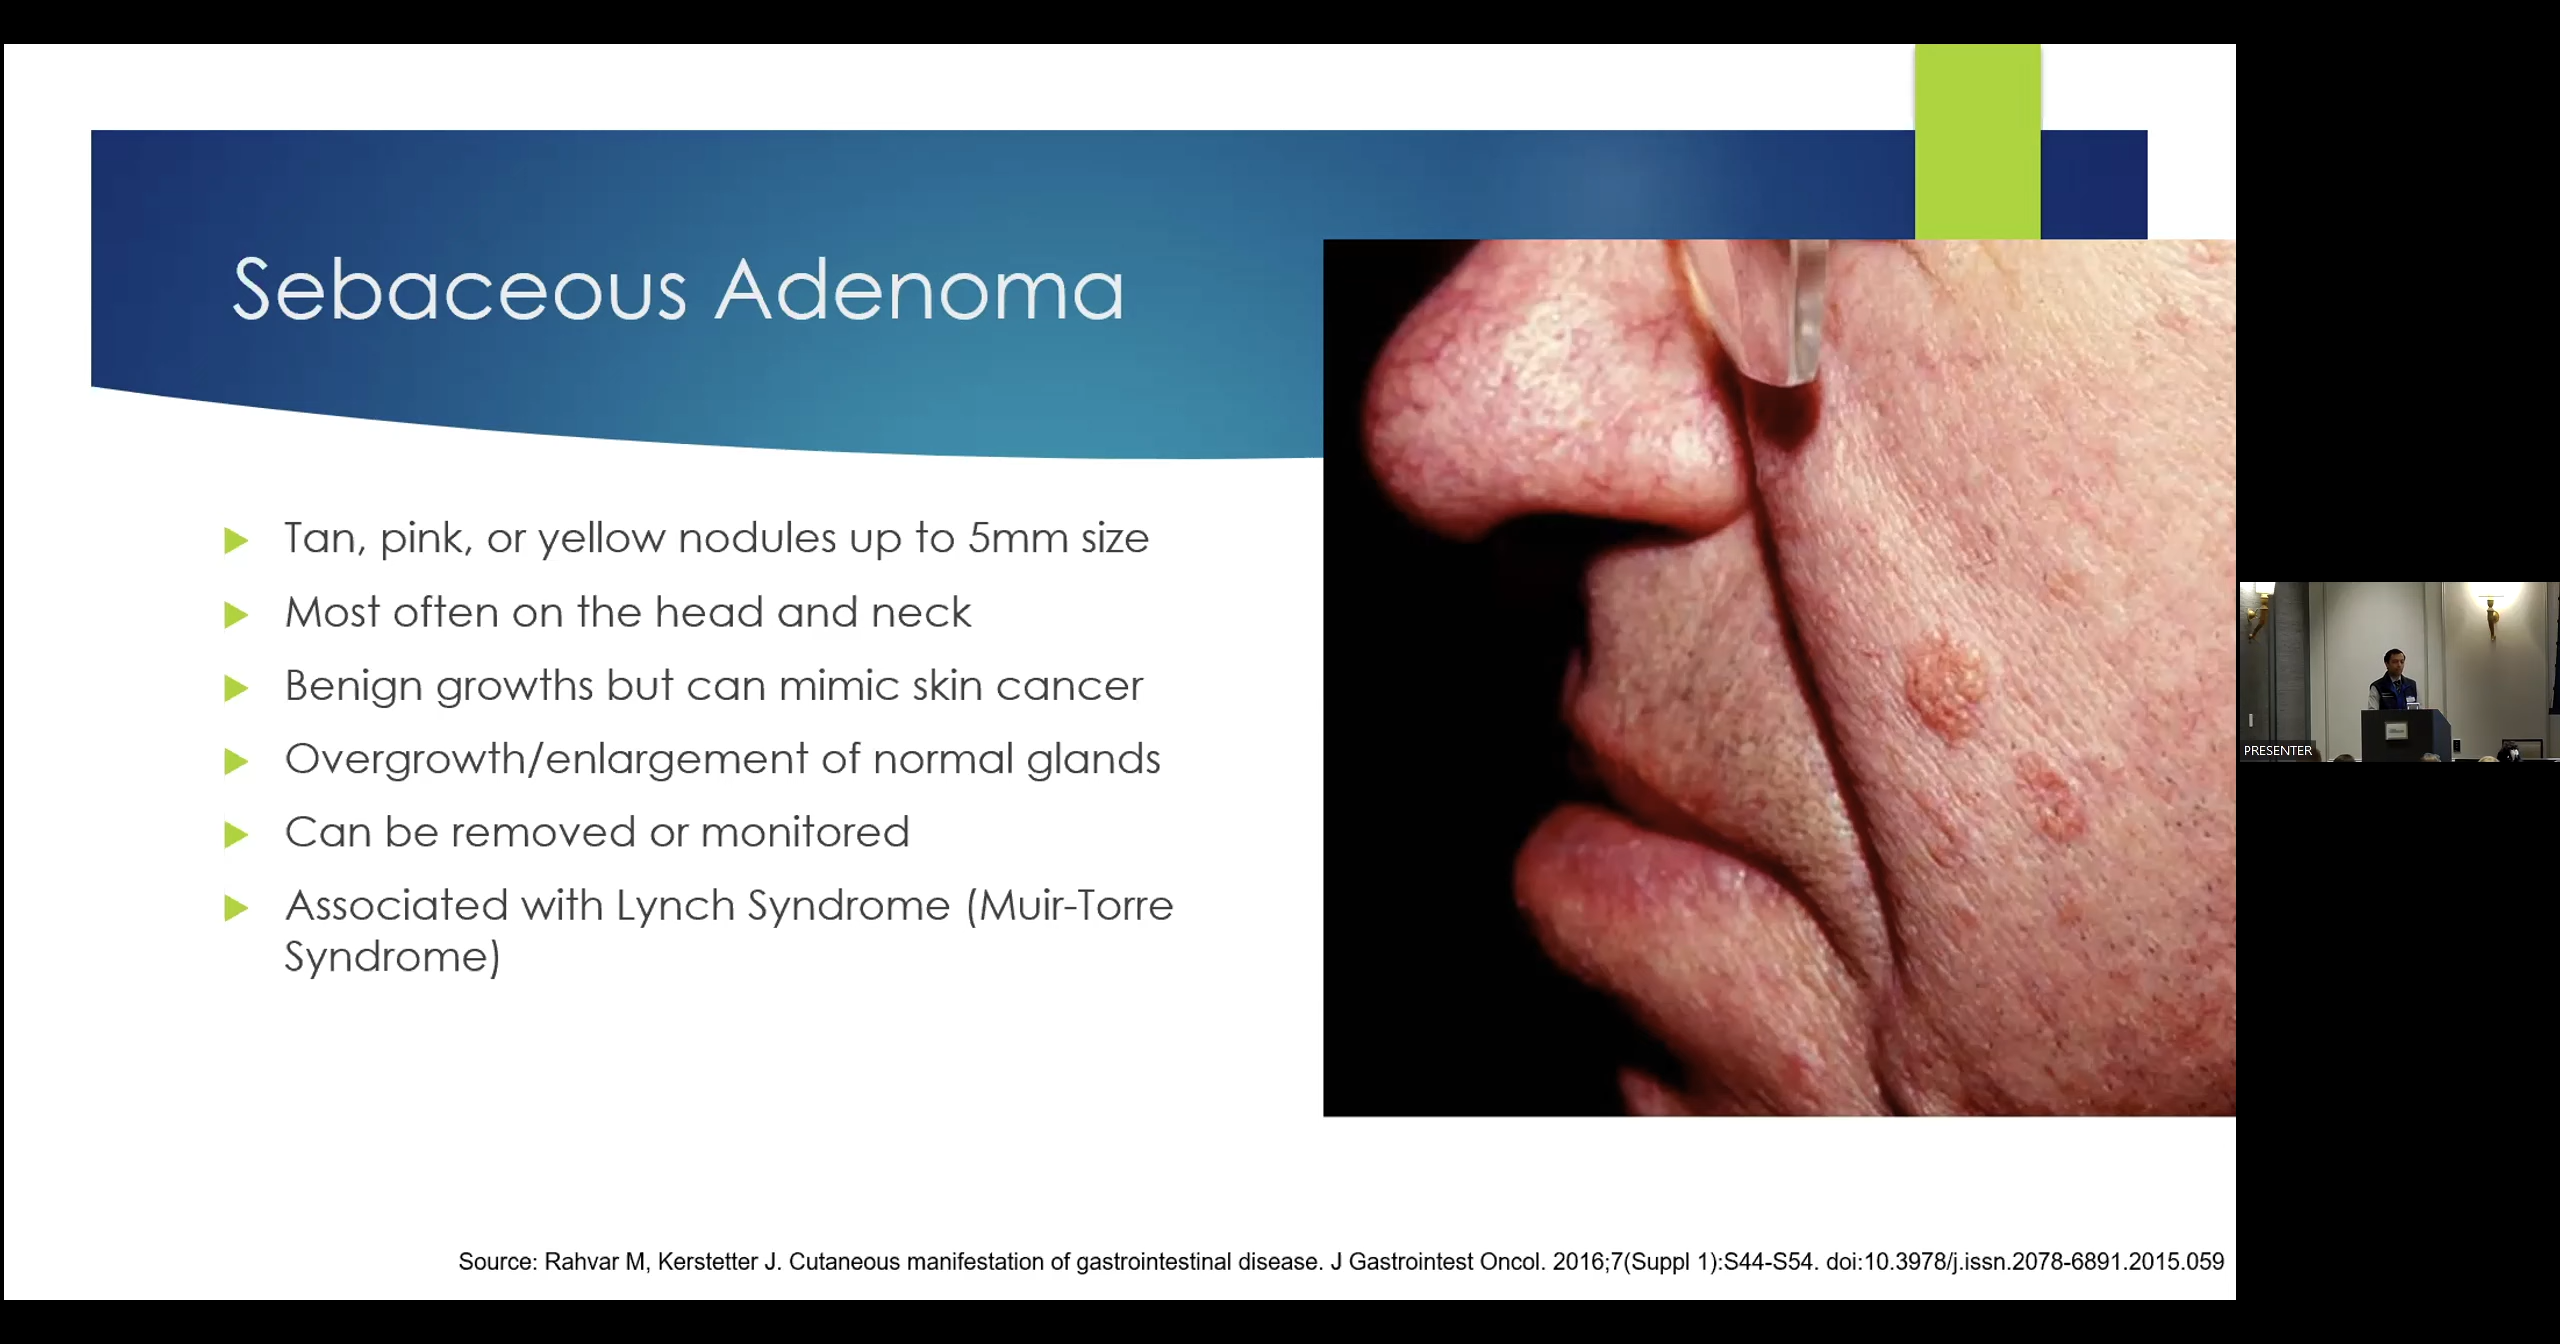 Sebaceous Adenoma
Tan, pink, or yellow nodules up to 5mm size
Most often on the head and neck
Benign growths but can mimic skin cancer
Overgrowth/enlargement of normal glands
Can be removed or monitored
Associated with Lynch Syndrome (Muir-Torre
Syndrome)
Source: Rahvar M, Kerstetter J. Cutaneous manifestation of gastrointestinal disease. J Gastrointest Oncol. 2016;7(Suppl 1):S44-S54. doi:10.3978/j.issn.2078-6891.2015.059
PRESENTER